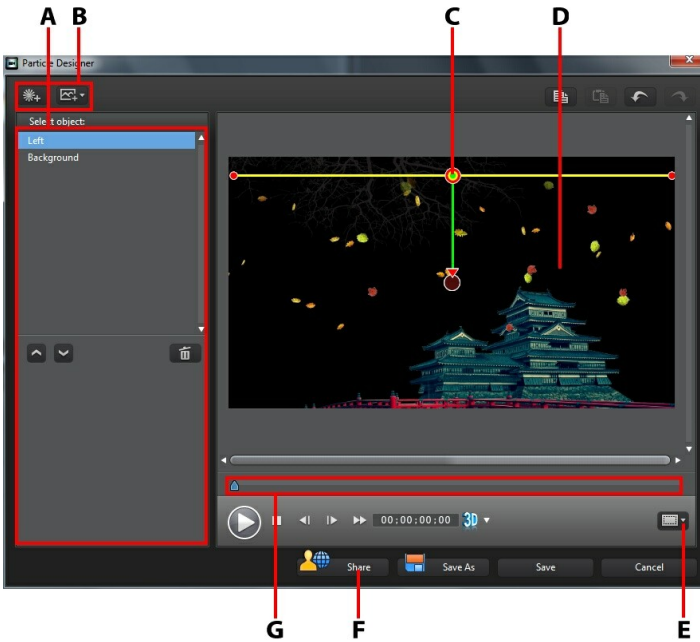 A B C D
Particle Designer
Select object:
Left
Background
00:00:00:00 3D
Share Save As Save Cancel
G F E